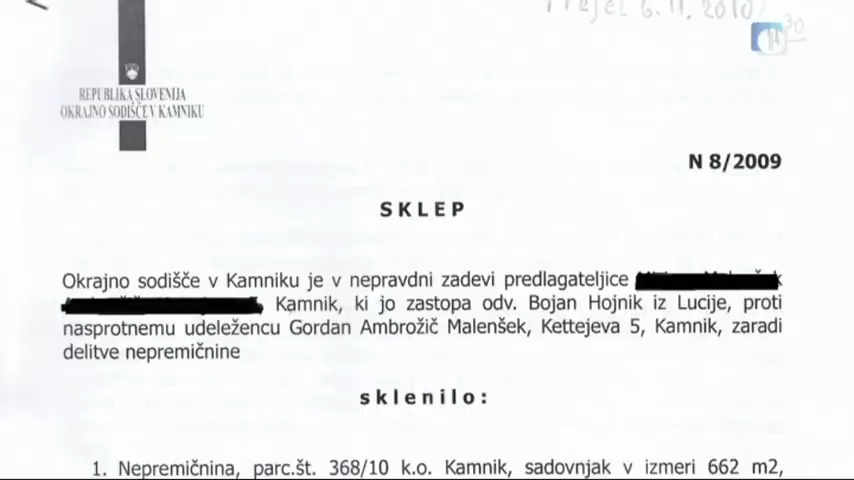 Prejel 6.11.2010
30
REPUBLIKA SLOVENIJA
OKRAJNO SODIŠČE V KAMNIKU
N 8/2009
SKLEP
Okrajno sodišče v Kamniku je v nepravdni zadevi predlagateljice
Kamnik, ki jo zastopa odv. Bojan Hojnik iz Lucije, proti
nasprotnemu udeležencu Gordan Ambrožič Malenšek, Kettejeva 5, Kamnik, zaradi
delitve nepremičnine
sklenilo:
1. Nepremičnina, parc.št. 368/10 k.o. Kamnik, sadovnjak v izmeri 662 m2,